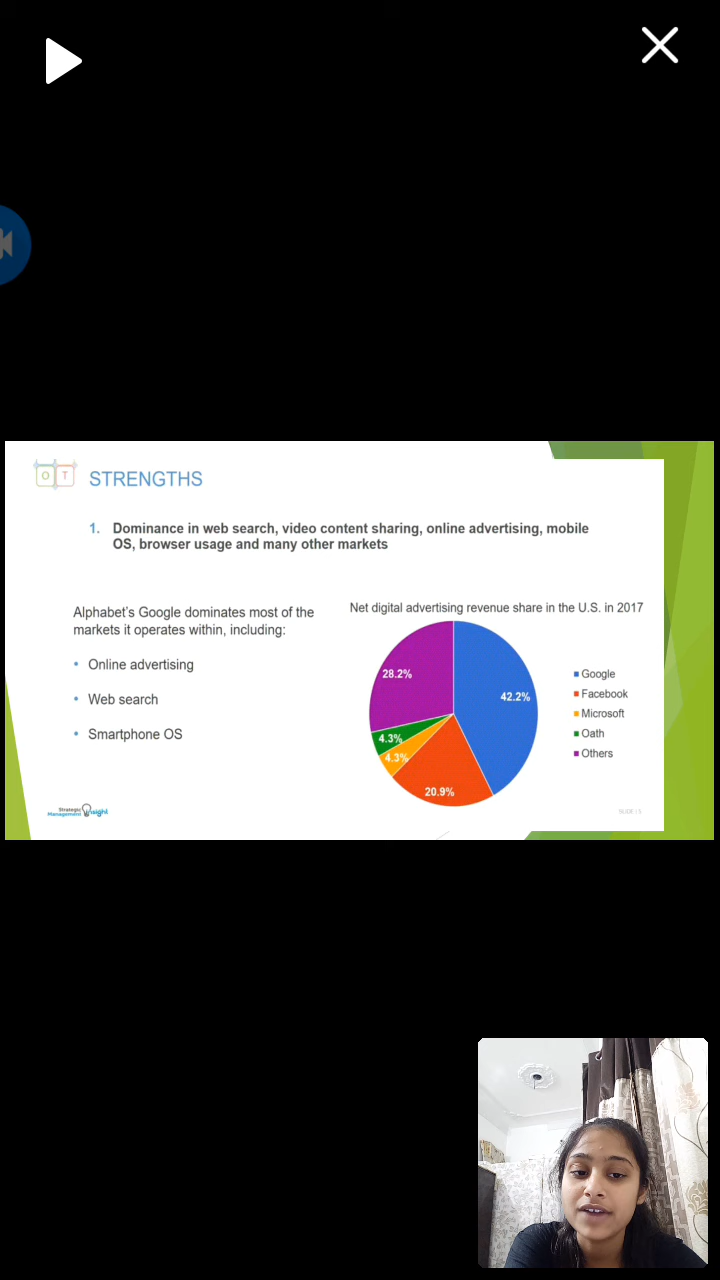 O T
STRENGTHS
1. Dominance in web search, video content sharing, online advertising, mobile
OS, browser usage and many other markets
Alphabet's Google dominates most of the
markets it operates within, including:
• Online advertising
• Web search
• Smartphone OS
Net digital advertising revenue share in the U.S. in 2017
28.2%
42.2%
4.3%
4.3%
20.9%
Google
Facebook
Microsoft
Oath
Others
Strategic
Management Insight
SLIDE / 5